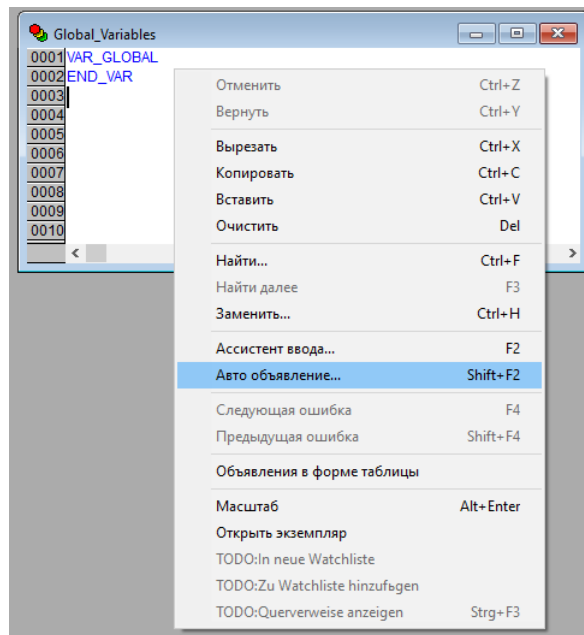 Global_Variables
0001 VAR_GLOBAL
0002 END_VAR
0003
0004
0005
0006
0007
0008
0009
0010
Отменить Ctrl+Z
Вернуть Ctrl+Y
Вырезать Ctrl+X
Копировать Ctrl+C
Вставить Ctrl+V
Очистить Del
Найти... Ctrl+F
Найти далее F3
Заменить... Ctrl+H
Ассистент ввода... F2
Авто объявление... Shift+F2
Следующая ошибка F4
Предыдущая ошибка Shift+F4
Объявления в форме таблицы
Масштаб Alt+Enter
Открыть экземпляр
TODO:In neue Watchliste
TODO:Zu Watchliste hinzufьgen
TODO:Querverweise anzeigen Strg+F3